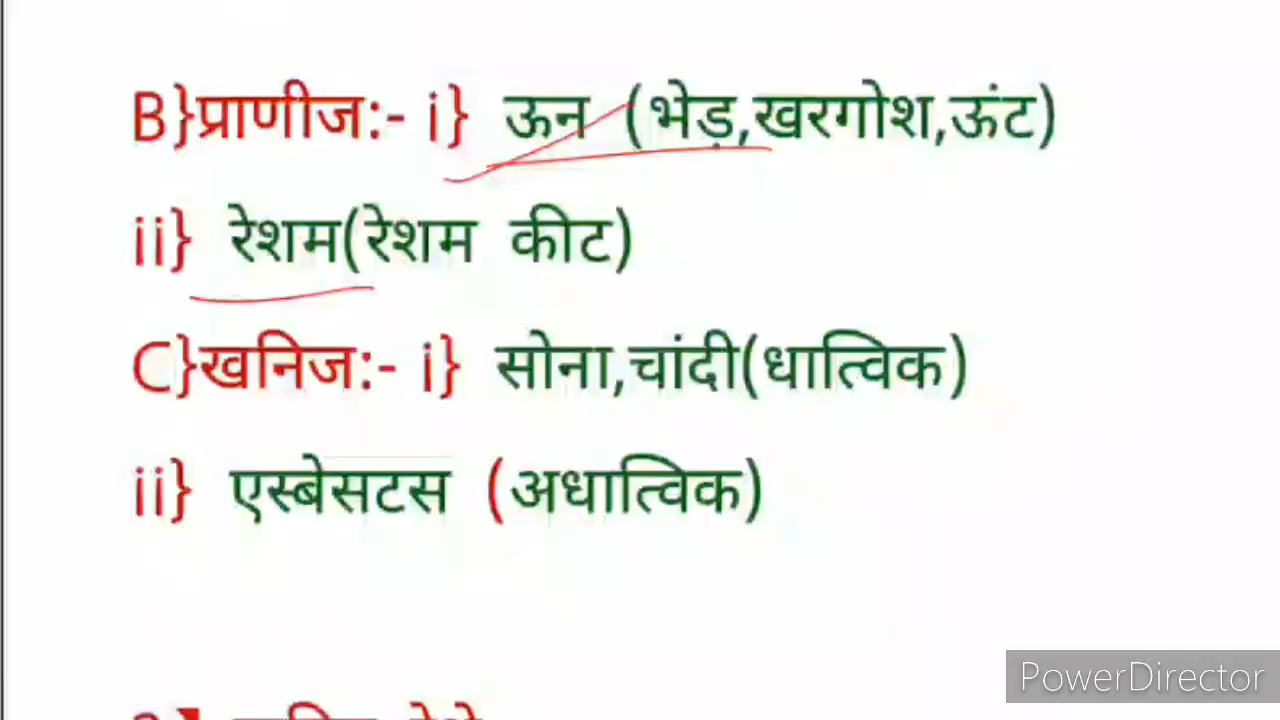 B}प्राणीज:- i} ऊन (भेड़,खरगोश,ऊंट)
ii} रेशम(रेशम कीट)
C}खनिज:- i} सोना,चांदी(धात्विक)
ii} एस्बेसटस (अधात्विक)
PowerDirector